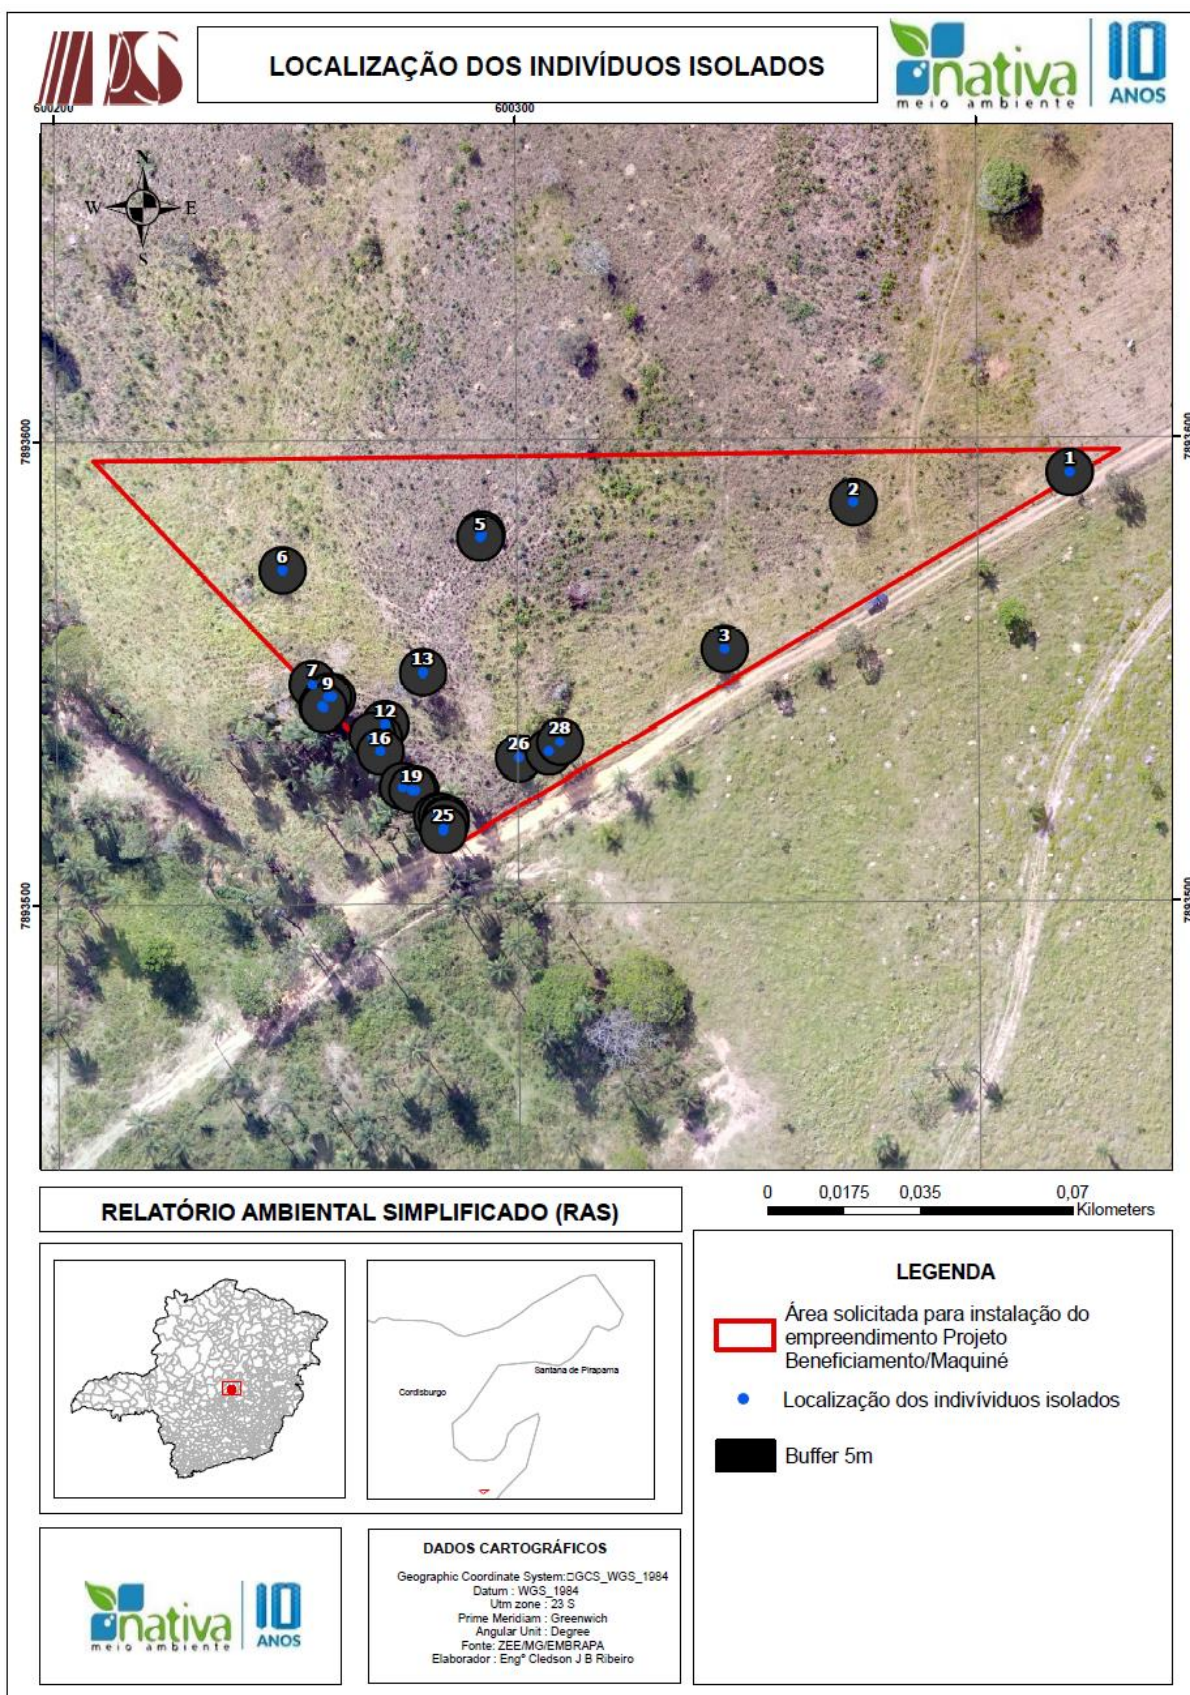 MDS
LOCALIZAÇÃO DOS INDIVÍDUOS ISOLADOS
nativa
meio ambiente
10
ANOS
600200
600300
N
W
E
S
7893600
7893600
1
2
5
6
3
13
7
9
12
16
26
28
19
25
7893500
7893500
RELATÓRIO AMBIENTAL SIMPLIFICADO (RAS)
0 0,0175 0,035 0,07
Kilometers
Cordisburgo
Santana de Pirapama
LEGENDA
Área solicitada para instalação do
empreendimento Projeto
Beneficiamento/Maquiné
Localização dos indivíviduos isolados
Buffer 5m
nativa
meio ambiente
10
ANOS
DADOS CARTOGRÁFICOS
Geographic Coordinate System:□GCS_WGS_1984
Datum : WGS_1984
Utm zone : 23 S
Prime Meridiam : Greenwich
Angular Unit : Degree
Fonte: ZEE/MG/EMBRAPA
Elaborador : Engº Cledson J B Ribeiro